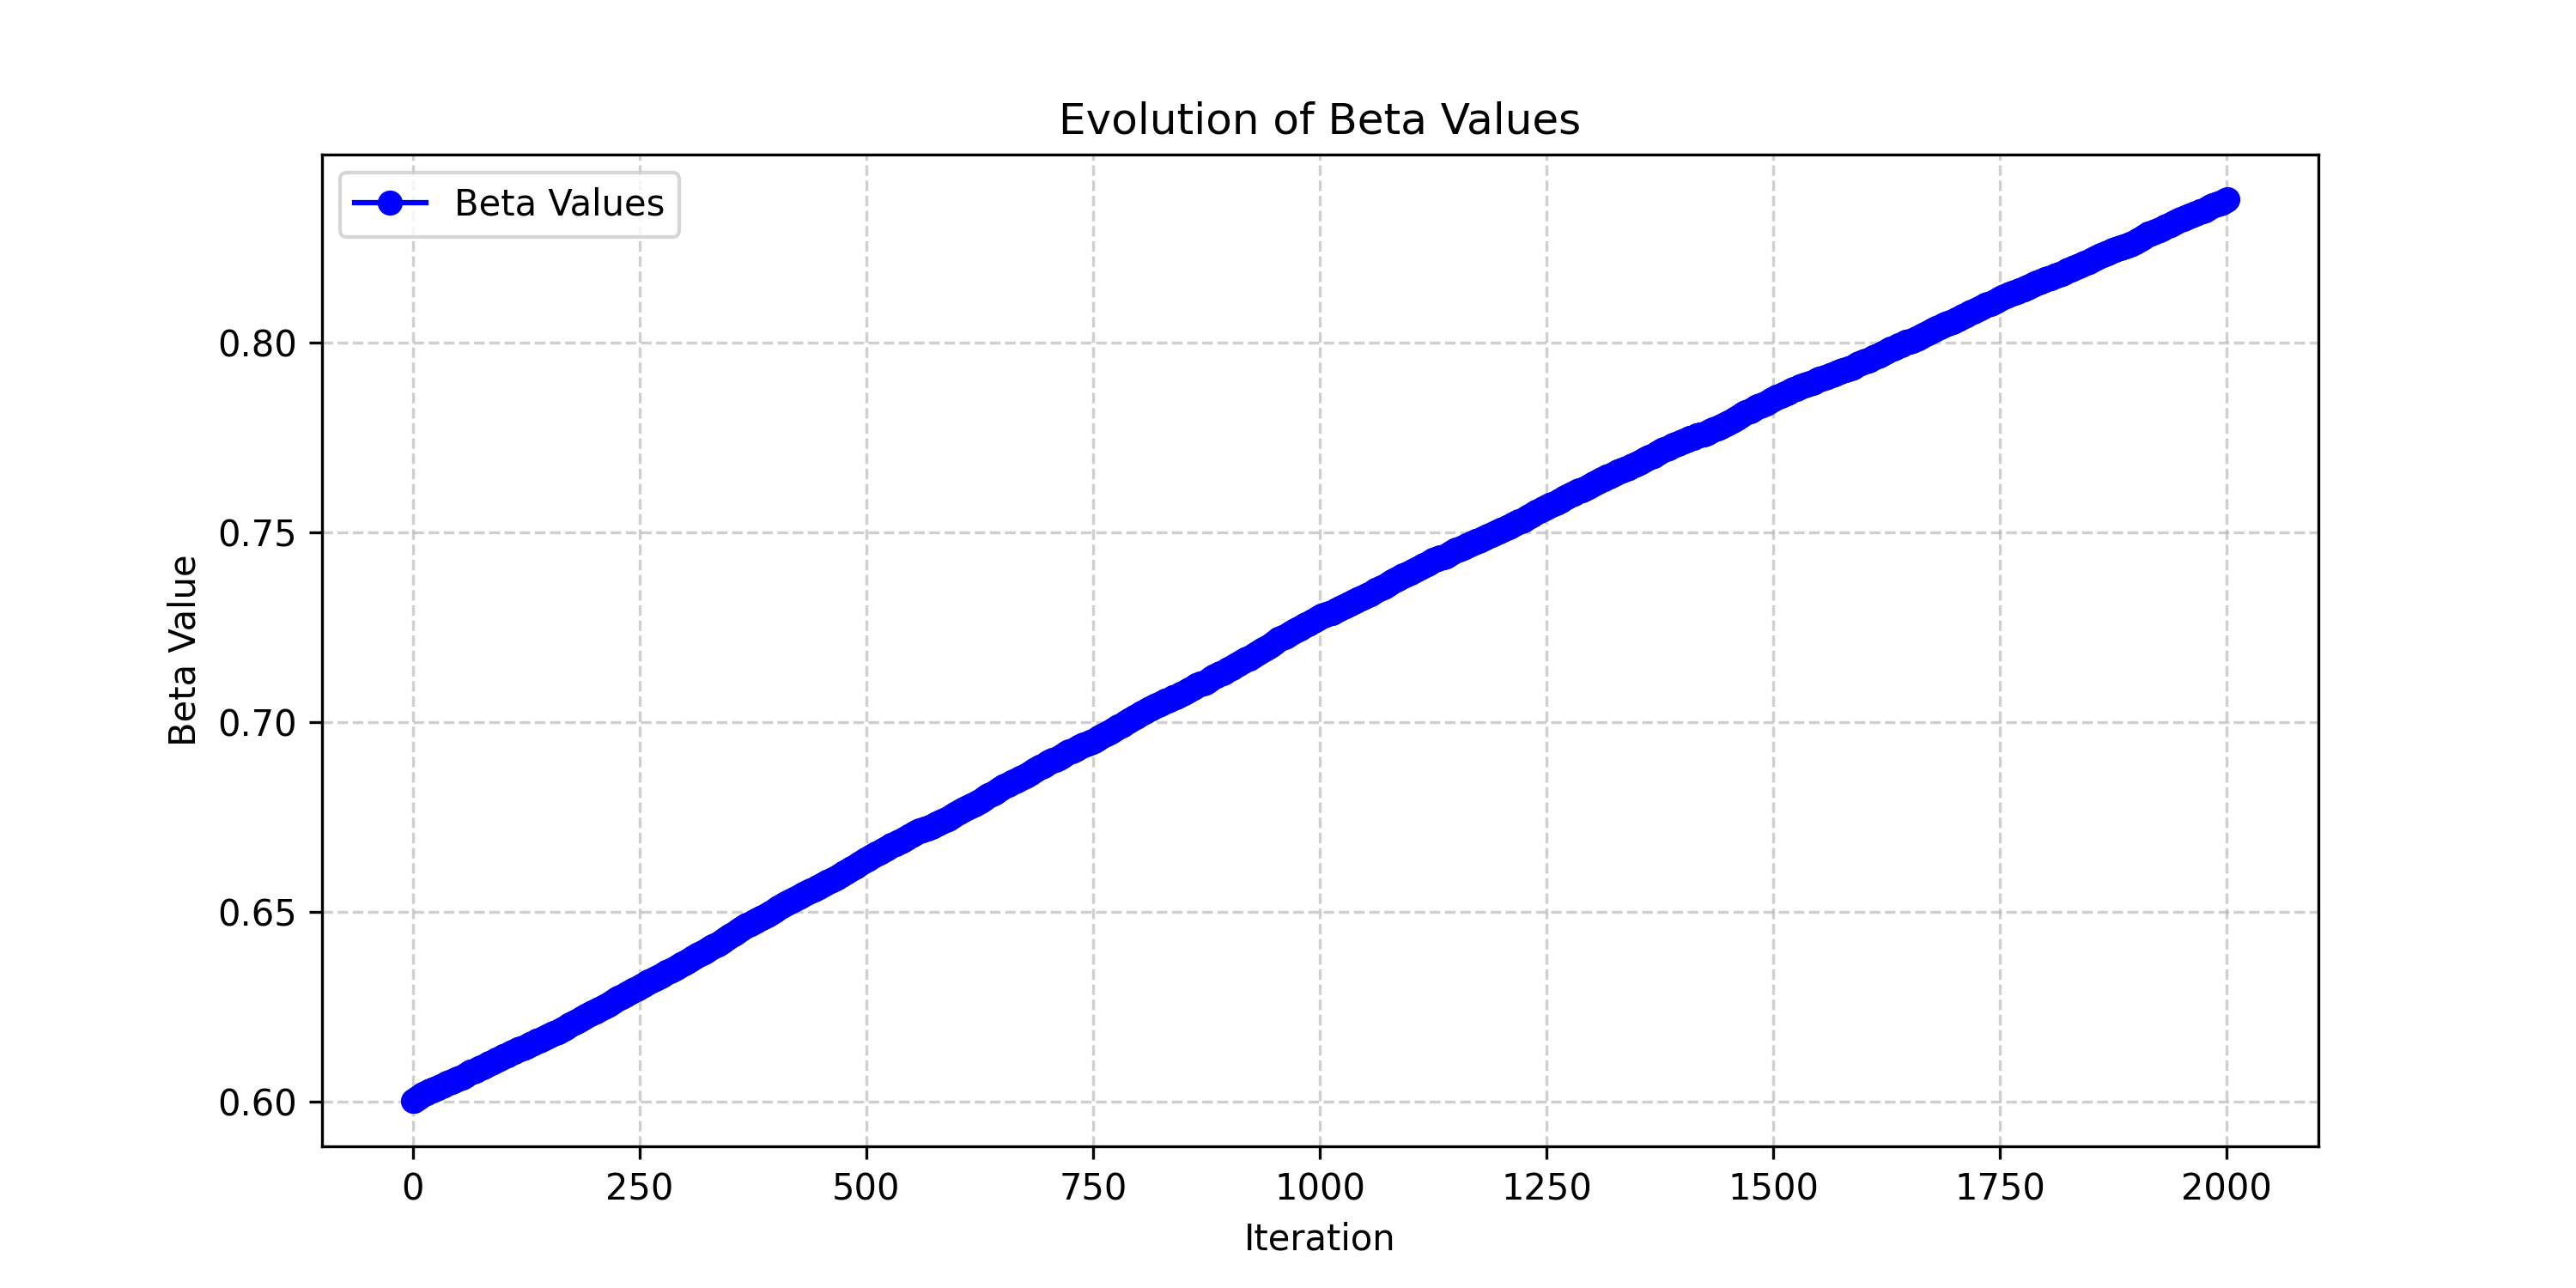 Evolution of Beta Values
Beta Values
Beta Value
0.80
0.75
0.70
0.65
0.60
0 250 500 750 1000 1250 1500 1750 2000
Iteration